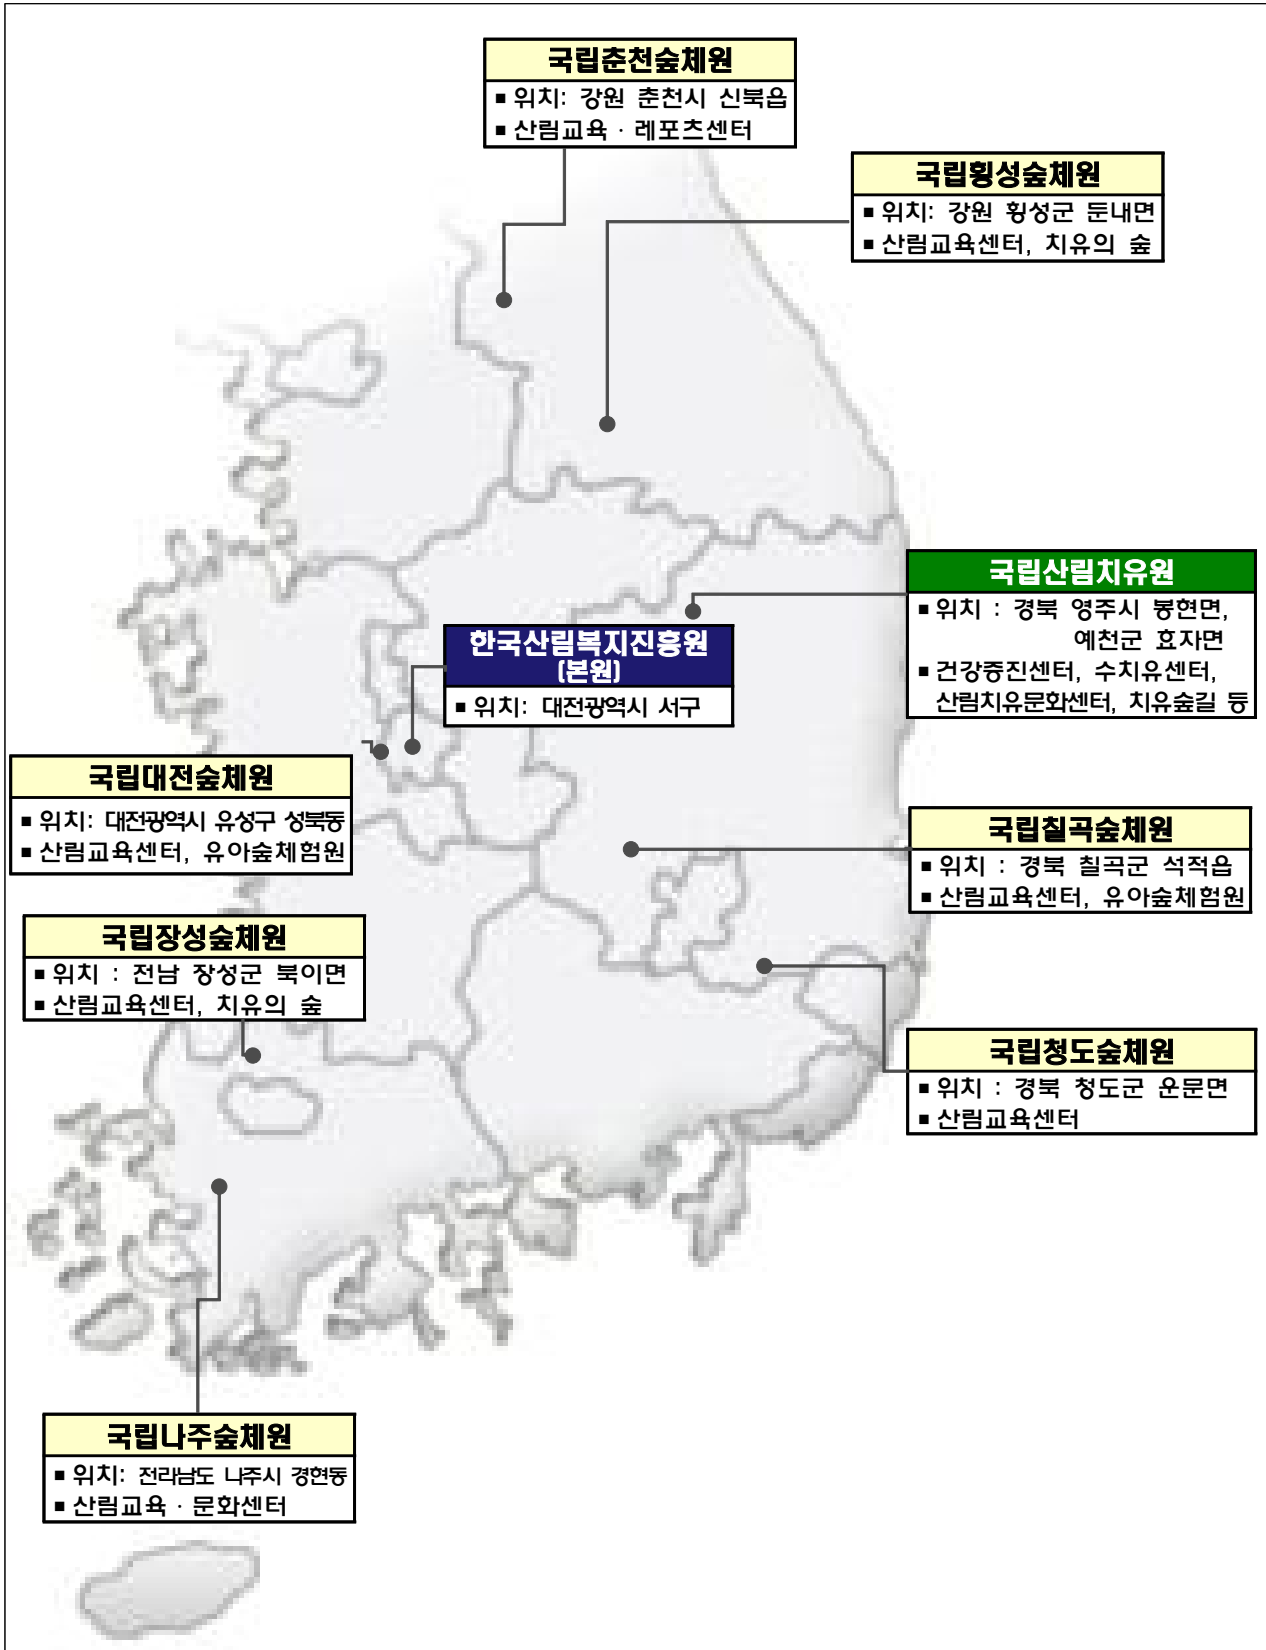 국립춘천숲체원
▪ 위치: 강원 춘천시 신북읍
▪ 산림교육 · 레포츠센터
국립횡성숲체원
▪ 위치: 강원 횡성군 둔내면
▪ 산림교육센터, 치유의 숲
국립산림치유원
▪ 위치 : 경북 영주시 봉현면,
예천군 효자면
▪ 건강증진센터, 수치유센터,
산림치유문화센터, 치유숲길 등
한국산림복지진흥원
(본원)
▪ 위치: 대전광역시 서구
국립대전숲체원
▪ 위치: 대전광역시 유성구 성북동
▪ 산림교육센터, 유아숲체험원
국립칠곡숲체원
▪ 위치 : 경북 칠곡군 석적읍
▪ 산림교육센터, 유아숲체험원
국립장성숲체원
▪ 위치 : 전남 장성군 북이면
▪ 산림교육센터, 치유의 숲
국립청도숲체원
▪ 위치 : 경북 청도군 운문면
▪ 산림교육센터
국립나주숲체원
▪ 위치: 전라남도 나주시 경현동
▪ 산림교육 · 문화센터